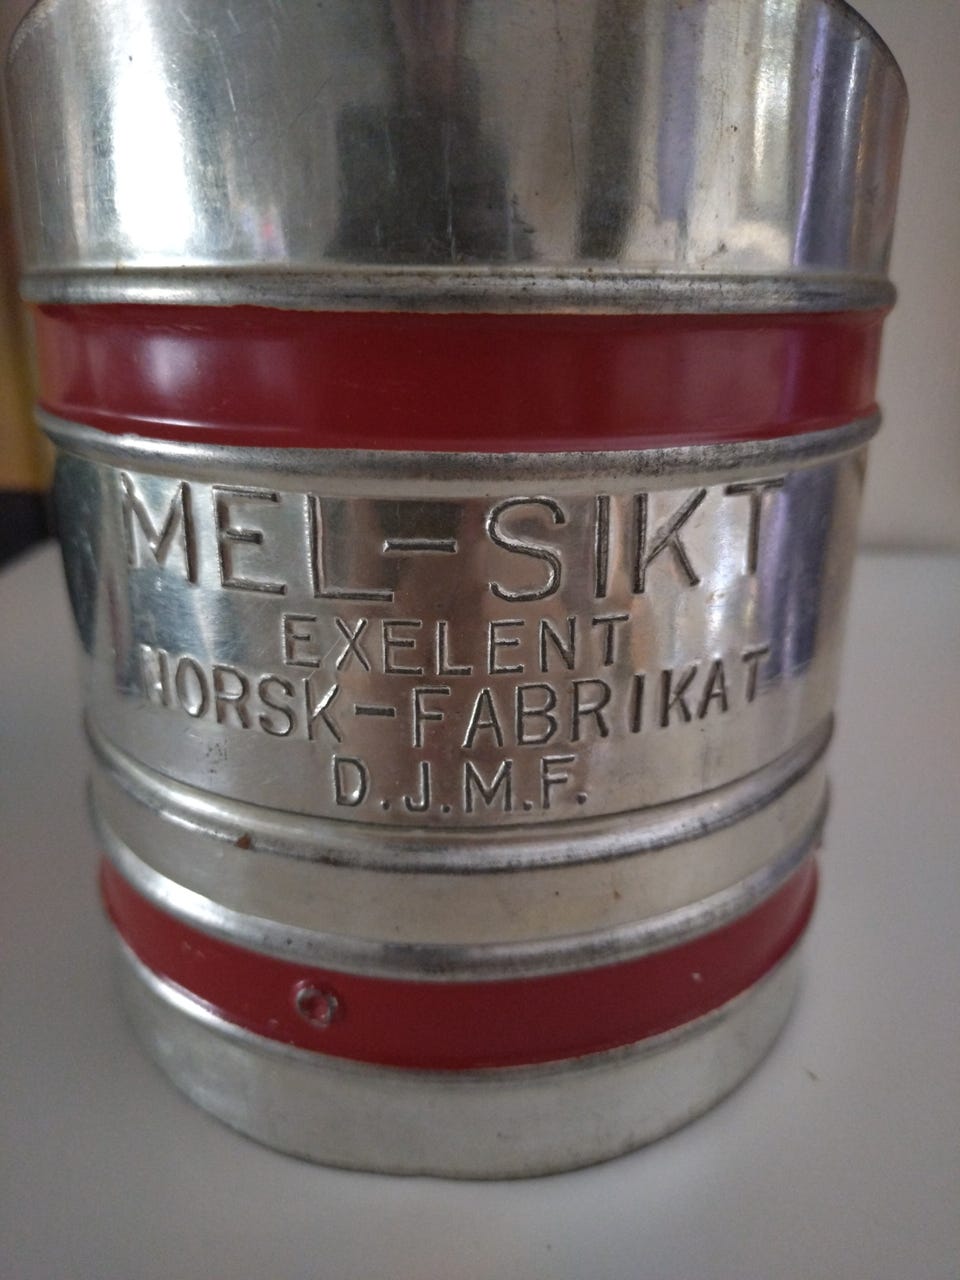 MEL-SIKT
EXELENT
NORSK-FABRIKAT
D.J.M.F.